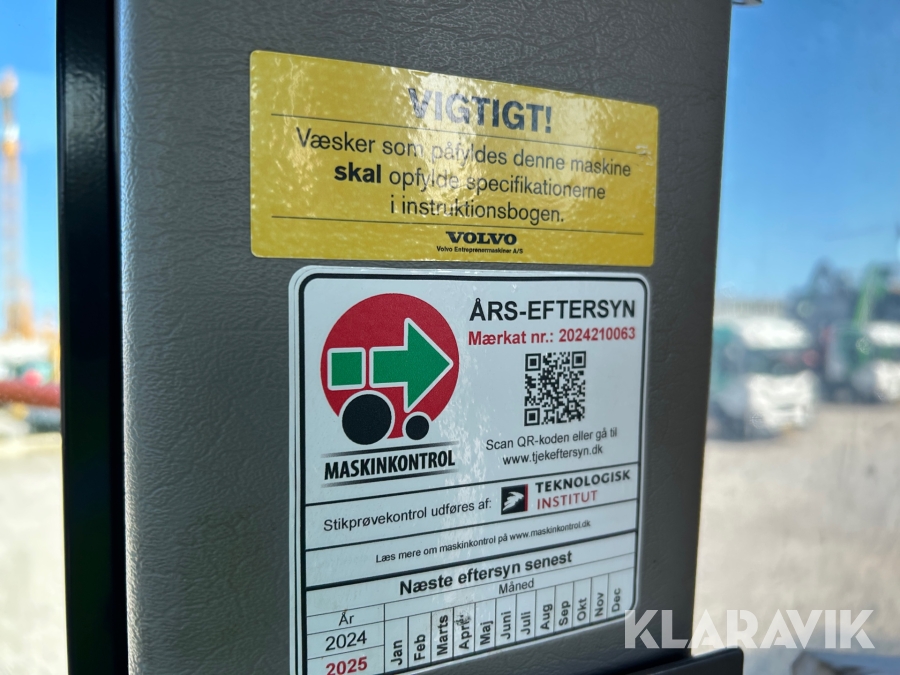 VIGTIGT!
Væsker som påfyldes denne maskine
skal opfylde specifikationerne
i instruktionsbogen.
VOLVO
Volvo Entreprenørmaskiner A/S
ÅRS-EFTERSYN
Mærkat nr.: 2024210063
Scan QR-koden eller gå til
www.tjekeftersyn.dk
MASKINKONTROL
Stikprøvekontrol udføres af:
TEKNOLOGISK
INSTITUT
Læs mere om maskinkontrol på www.maskinkontrol.dk
Næste eftersyn senest
År
Måned
2024
2025
Jan
Feb
Marts
April
Maj
Juni
Juli
Aug
Sep
Okt
Nov
Dec
KLARAVIK